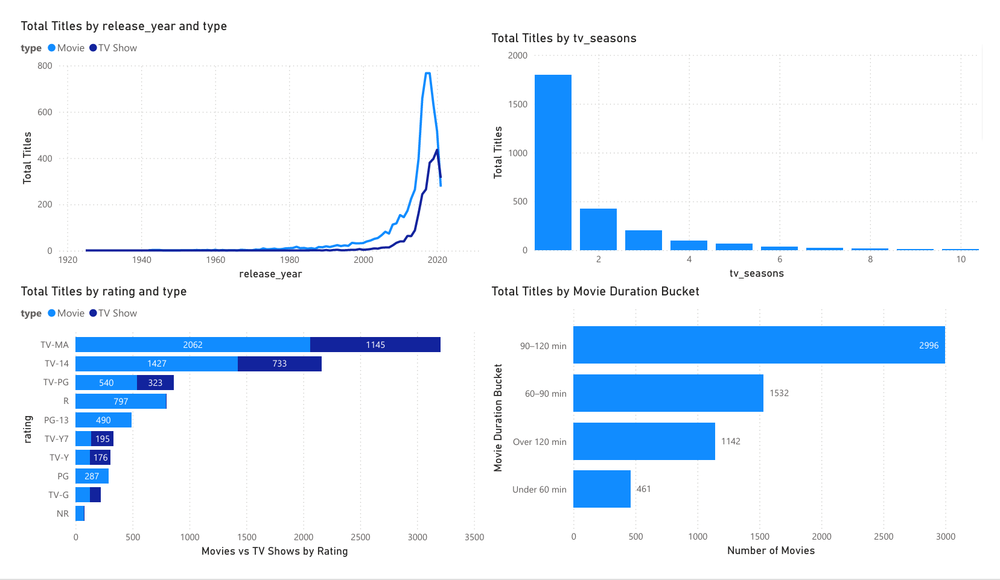 Total Titles by release_year and type
type Movie TV Show
800
600
400
200
0
Total Titles
1920 1940 1960 1980 2000 2020
release_year
Total Titles by tv_seasons
2000
1500
1000
500
0
Total Titles
2 4 6 8 10
tv_seasons
Total Titles by rating and type
type Movie TV Show
rating
TV-MA 2062 1145
TV-14 1427 733
TV-PG 540 323
R 797
PG-13 490
TV-Y7 195
TV-Y 176
PG 287
TV-G
NR
0 500 1000 1500 2000 2500 3000 3500
Movies vs TV Shows by Rating
Total Titles by Movie Duration Bucket
Movie Duration Bucket
90–120 min 2996
60–90 min 1532
Over 120 min 1142
Under 60 min 461
0 500 1000 1500 2000 2500 3000
Number of Movies